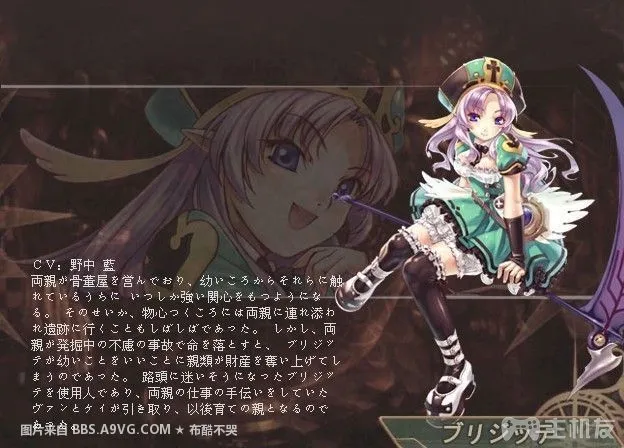 ＣＶ：野中 藍
両親が骨董屋を営んでおり、幼いころからそれらに触
れているうちに いつしか強い関心をもつようにな
る。 そのせいか、物心つくころには両親に連れ添わ
れ遺跡に行くこともしばしばであった。 しかし、両
親が発掘中の不慮の事故で命を落とすと、 ブリジッ
テが幼いことをいいことに親類が財産を奪い上げてし
まうのであった。 路頭に迷いそうになったブリジッ
テを使用人であり、両親の仕事の手伝いをしていた
ヴァンとケイが引き取り、以後育ての親となるので
图片来自 BBS.A9VG.COM ★ 布酷不哭
ブリジッテ
主机友